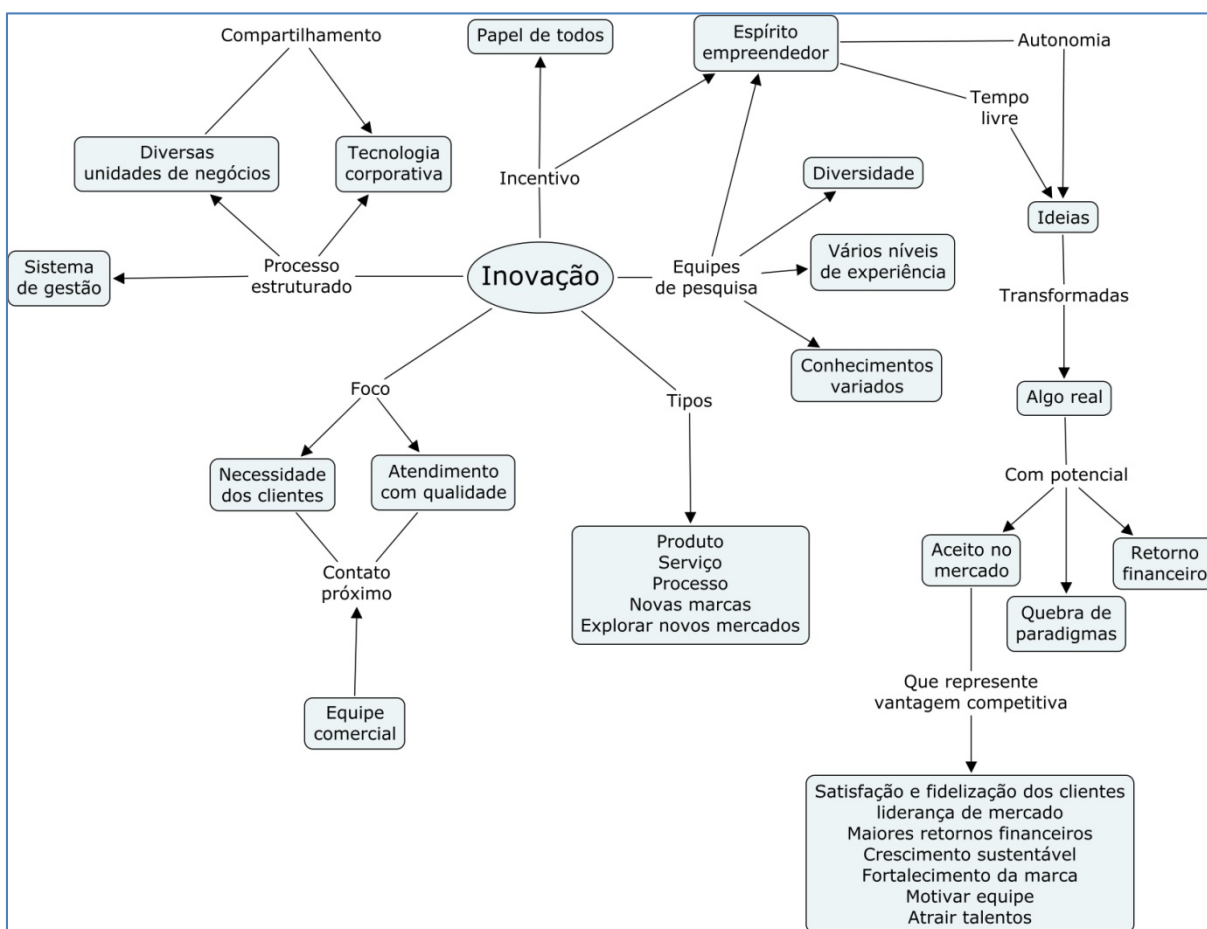 Compartilhamento
Papel de todos
Espírito
empreendedor
Autonomia
Tempo
livre
Diversas
unidades de negócios
Tecnologia
corporativa
Incentivo
Diversidade
Ideias
Sistema
de gestão
Processo
estruturado
Inovação
Equipes
de pesquisa
Vários níveis
de experiência
Transformadas
Conhecimentos
variados
Foco
Tipos
Algo real
Necessidade
dos clientes
Atendimento
com qualidade
Com potencial
Produto
Serviço
Processo
Novas marcas
Explorar novos mercados
Aceito no
mercado
Retorno
financeiro
Contato
próximo
Quebra de
paradigmas
Equipe
comercial
Que represente
vantagem competitiva
Satisfação e fidelização dos clientes
liderança de mercado
Maiores retornos financeiros
Crescimento sustentável
Fortalecimento da marca
Motivar equipe
Atrair talentos